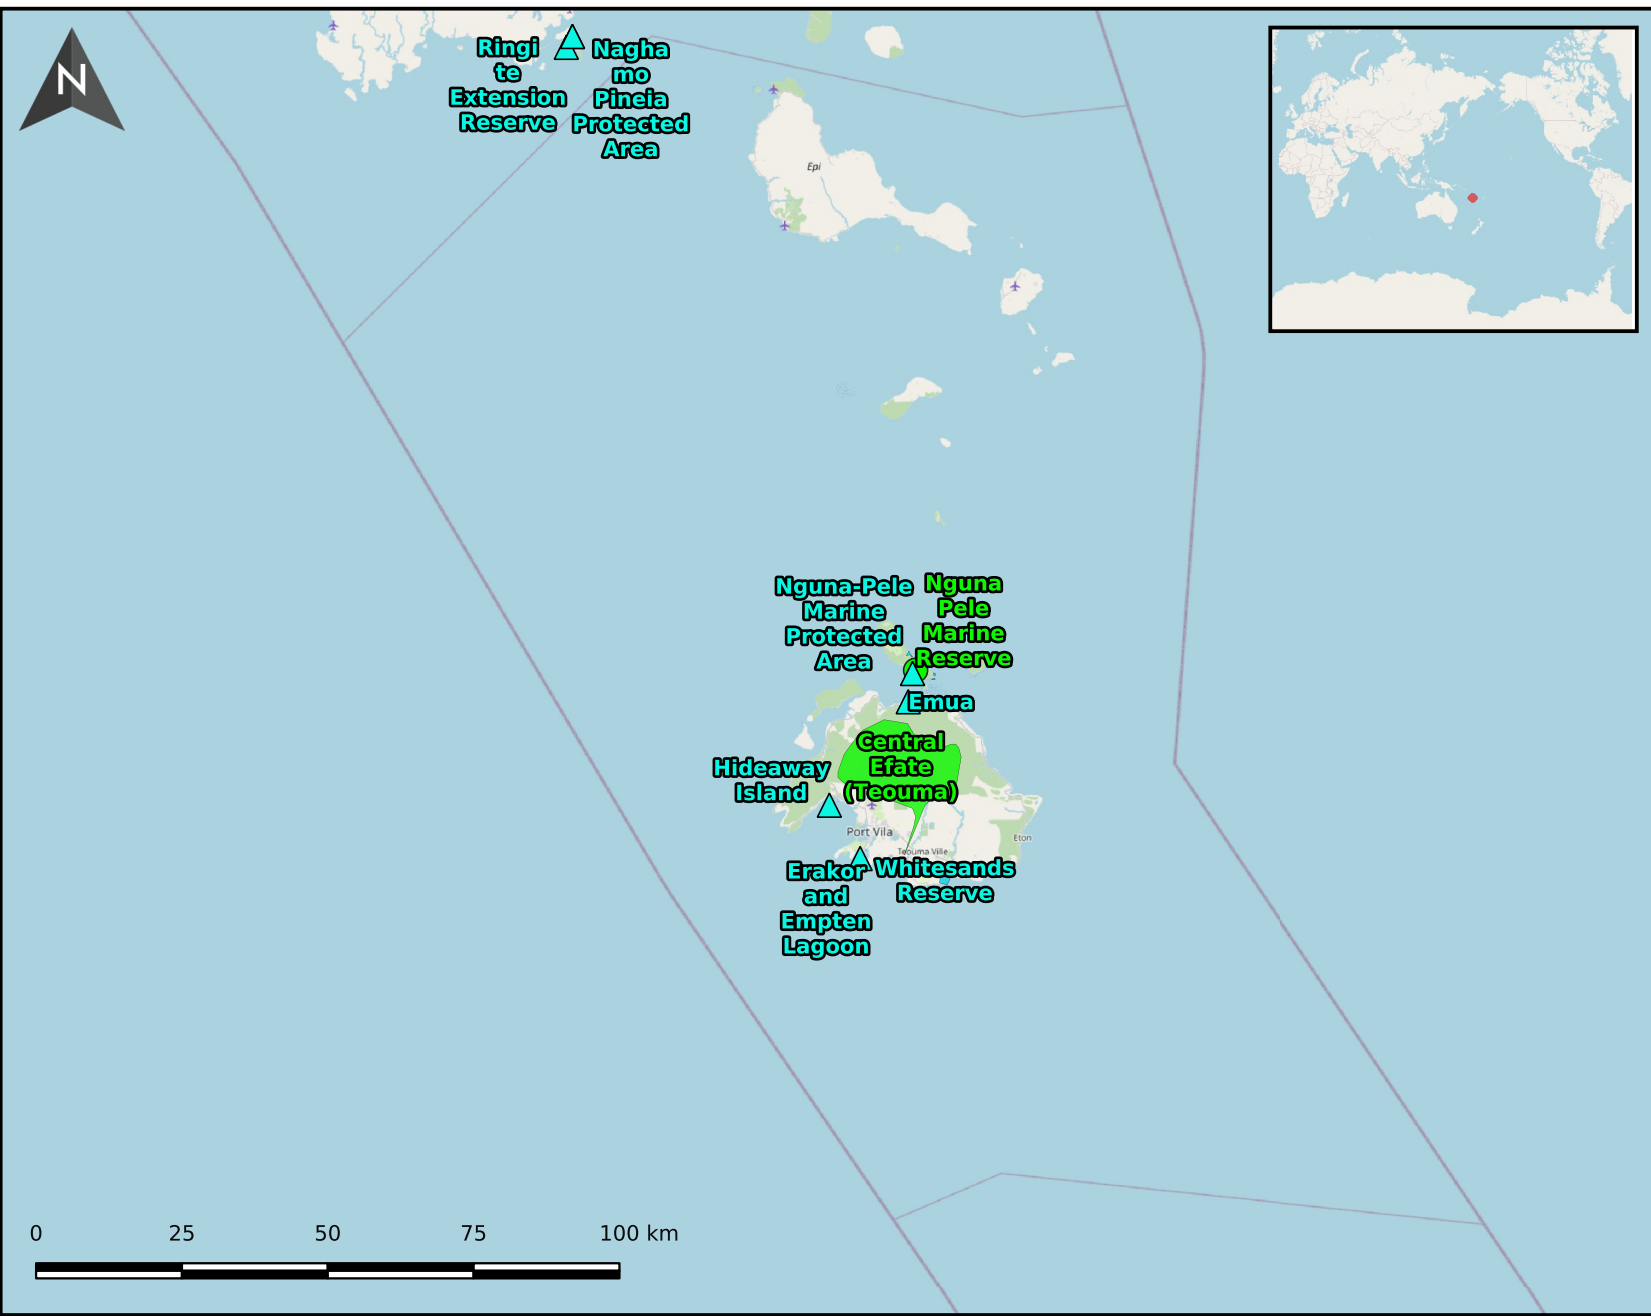 N
Ringi
te
Extension
Reserve
Nagha
mo
Pineia
Protected
Area
Epi
Nguna-Pele
Marine
Protected
Area
Nguna
Pele
Marine
Reserve
Emua
Central
Efate
(Teouma)
Hideaway
Island
Port Vila
Eton
Teouma Ville
Erakor
and
Empten
Lagoon
Whitesands
Reserve
0 25 50 75 100 km